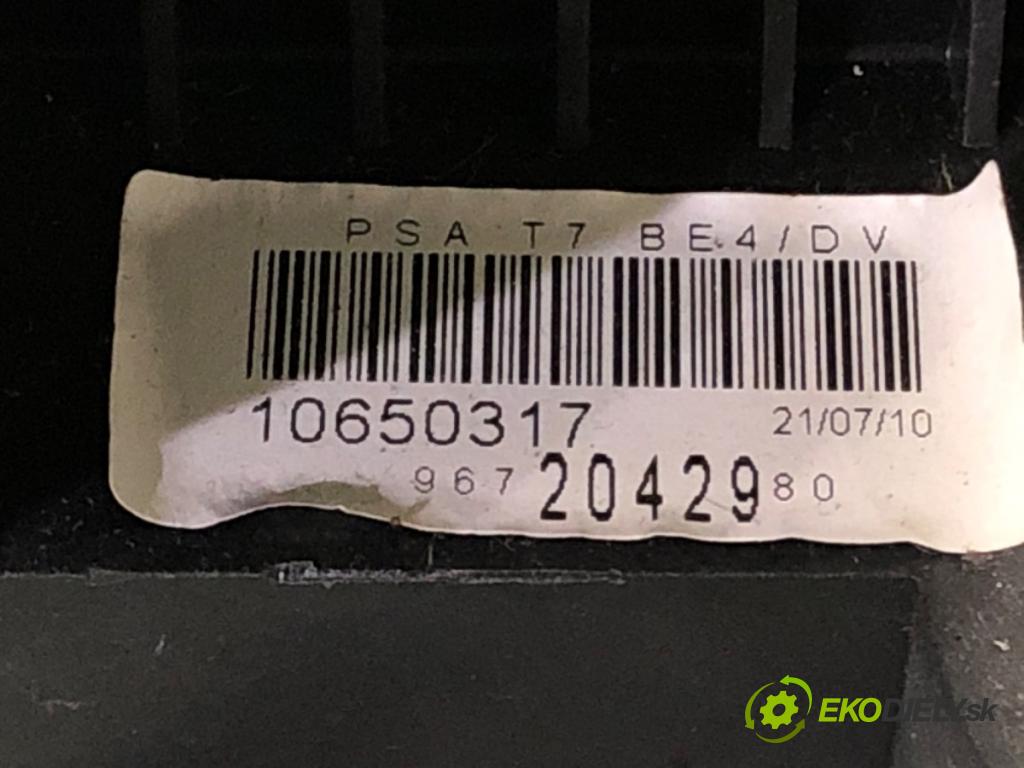 PSA T7 BE4/DV
10650317 21/07/10
967 20429 80
EKODIELY.sk